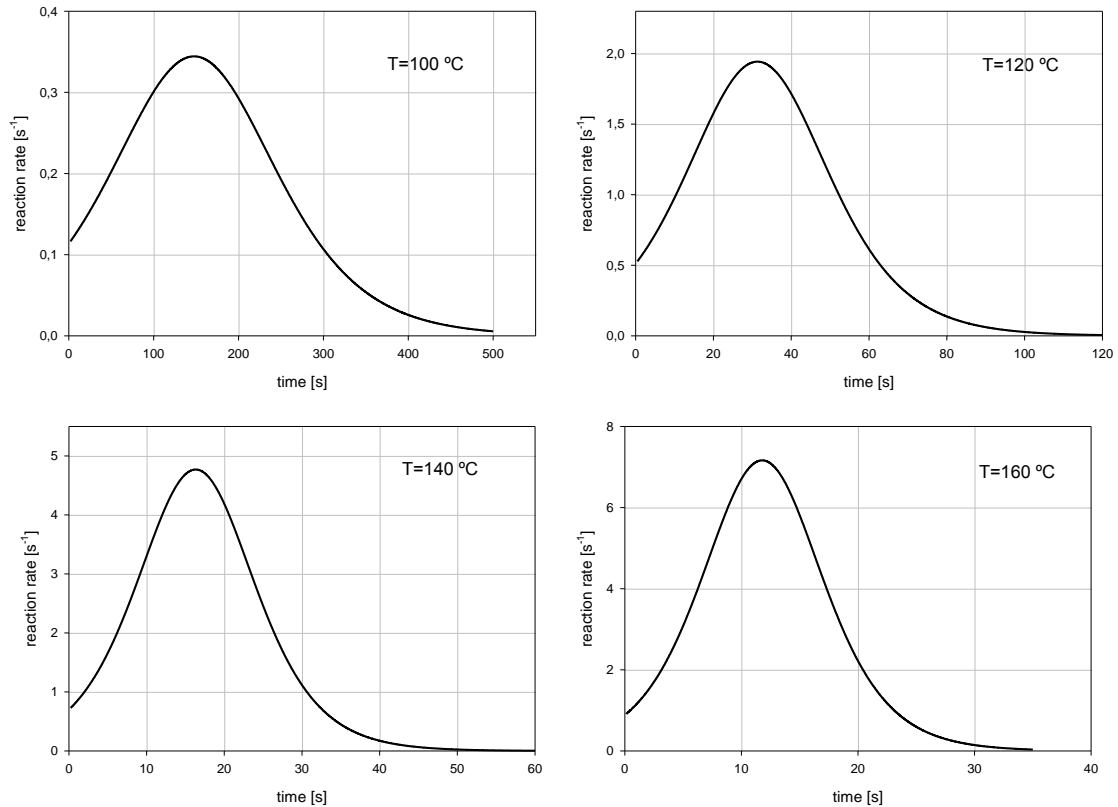 0,4
0,3
0,2
0,1
0,0
reaction rate [s⁻¹]
T=100 ºC
0 100 200 300 400 500
time [s]
2,0
1,5
1,0
0,5
0,0
reaction rate [s⁻¹]
T=120 ºC
0 20 40 60 80 100 120
time [s]
5
4
3
2
1
0
reaction rate [s⁻¹]
T=140 ºC
0 10 20 30 40 50 60
time [s]
8
6
4
2
0
reaction rate [s⁻¹]
T=160 ºC
0 10 20 30 40
time [s]